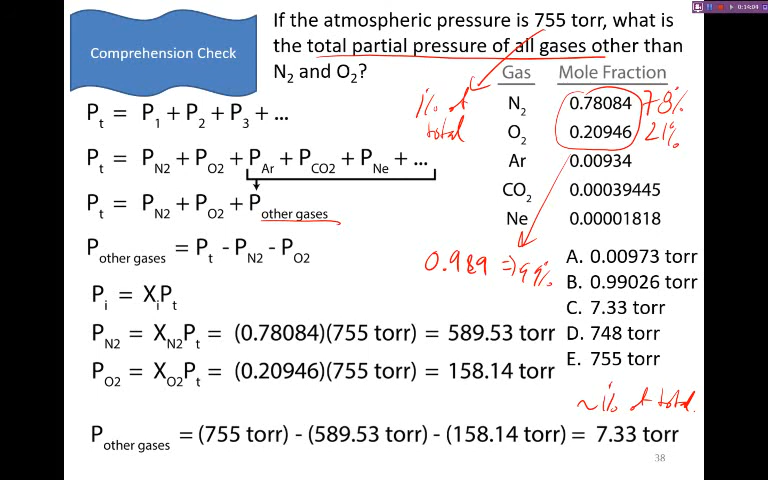 0:14:04
Comprehension Check
If the atmospheric pressure is 755 torr, what is
the total partial pressure of all gases other than
N2 and O2?
Gas Mole Fraction
N2 0.78084 78%
O2 0.20946 21%
Ar 0.00934
CO2 0.00039445
Ne 0.00001818
1% of
total
Pt = P1 + P2 + P3 + ...
Pt = PN2 + PO2 + PAr + PCO2 + PNe + ...
Pt = PN2 + PO2 + Pother gases
Pother gases = Pt - PN2 - PO2
0.989 => 99%
Pi = XiPt
PN2 = XN2Pt = (0.78084)(755 torr) = 589.53 torr
PO2 = XO2Pt = (0.20946)(755 torr) = 158.14 torr
A. 0.00973 torr
B. 0.99026 torr
C. 7.33 torr
D. 748 torr
E. 755 torr
~1% of total.
Pother gases = (755 torr) - (589.53 torr) - (158.14 torr) = 7.33 torr
38